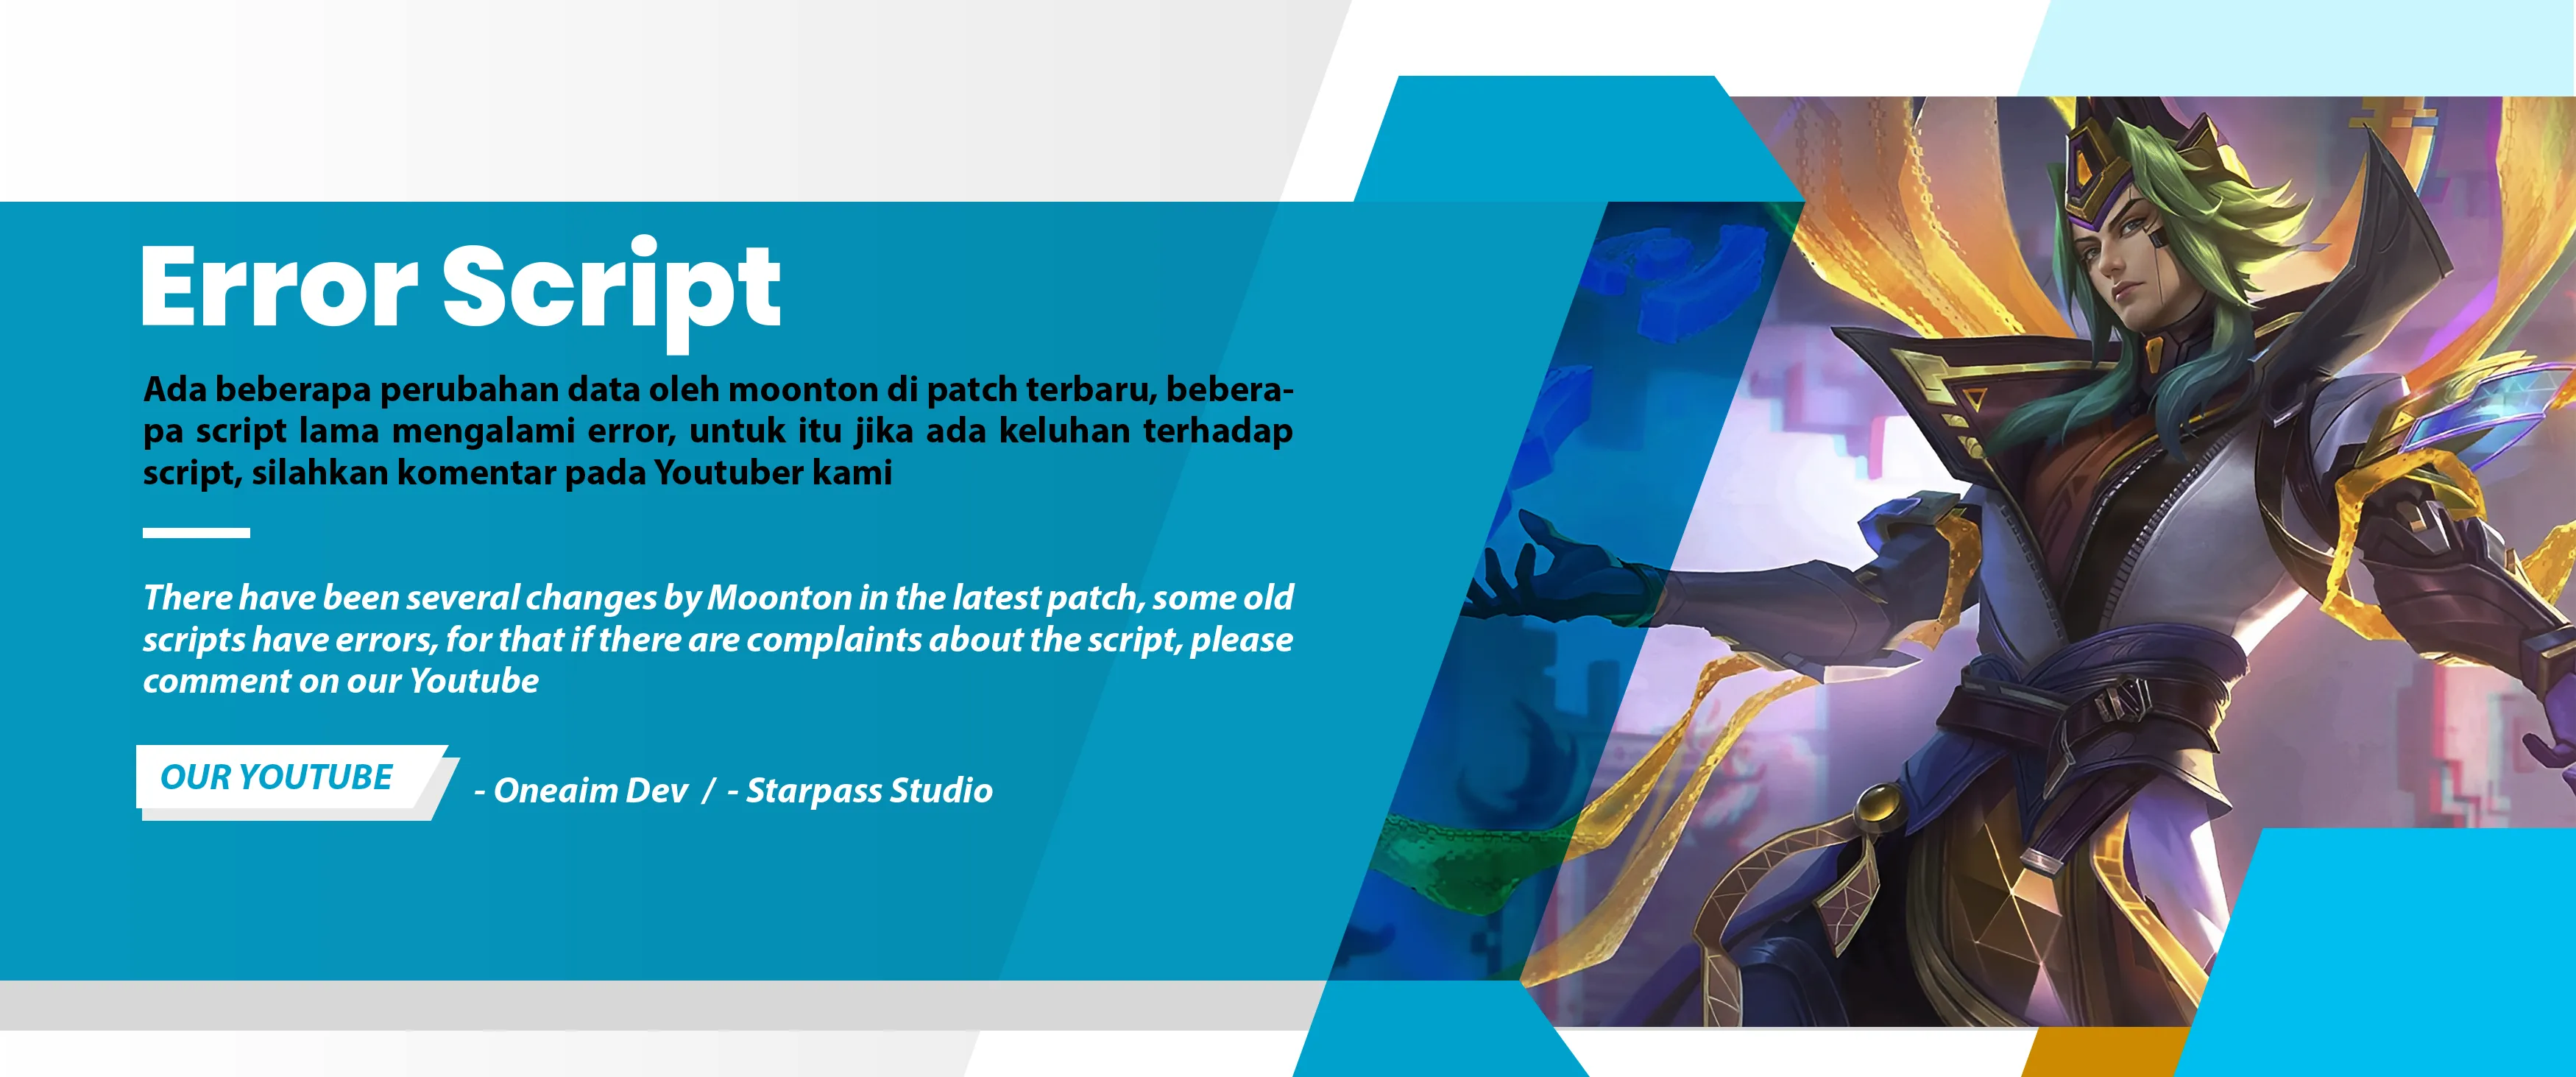 Error Script
Ada beberapa perubahan data oleh moonton di patch terbaru, bebera-
pa script lama mengalami error, untuk itu jika ada keluhan terhadap
script, silahkan komentar pada Youtuber kami
There have been several changes by Moonton in the latest patch, some old
scripts have errors, for that if there are complaints about the script, please
comment on our Youtube
OUR YOUTUBE
- Oneaim Dev / - Starpass Studio